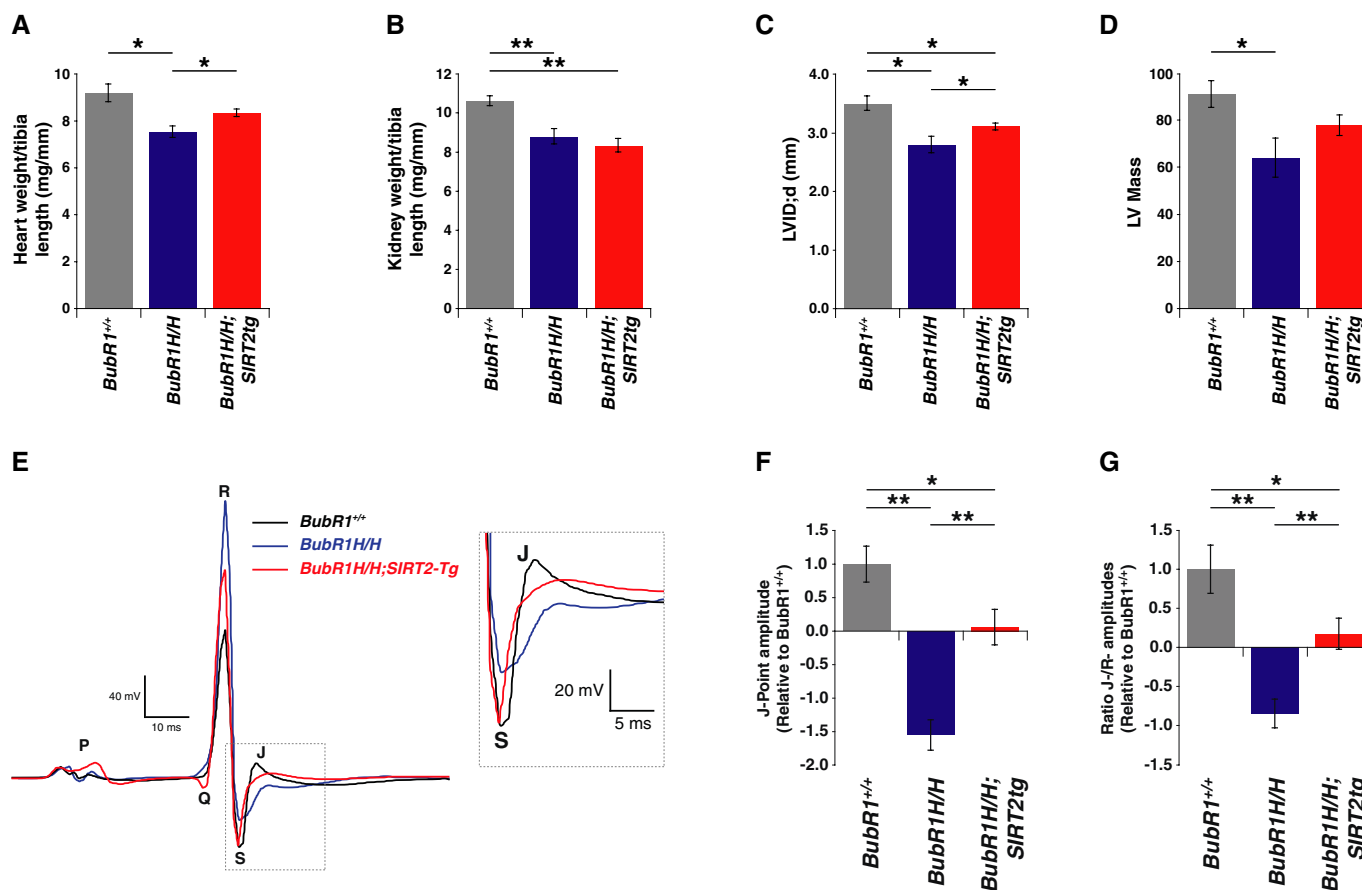 A
B
C
D
*
*
Heart weight/tibia
length (mg/mm)
10
8
6
4
2
0
BubR1+/+
BubR1H/H
BubR1H/H;
SIRT2tg
**
**
Kidney weight/tibia
length (mg/mm)
12
10
8
6
4
2
0
BubR1+/+
BubR1H/H
BubR1H/H;
SIRT2tg
*
*
*
LVID;d (mm)
4.0
3.0
2.0
1.0
0.0
BubR1+/+
BubR1H/H
BubR1H/H;
SIRT2tg
*
LV Mass
100
80
60
40
20
0
BubR1+/+
BubR1H/H
BubR1H/H;
SIRT2tg
E
R
BubR1+/+
BubR1H/H
BubR1H/H;SIRT2-Tg
40 mV
10 ms
P
Q
S
J
J
S
20 mV
5 ms
F
*
**
**
J-Point amplitude
(Relative to BubR1+/+)
1.5
1.0
0.5
0.0
-0.5
-1.0
-1.5
-2.0
BubR1+/+
BubR1H/H
BubR1H/H;
SIRT2tg
G
*
**
**
Ratio J-/R- amplitudes
(Relative to BubR1+/+)
1.5
1.0
0.5
0.0
-0.5
-1.0
-1.5
BubR1+/+
BubR1H/H
BubR1H/H;
SIRT2tg